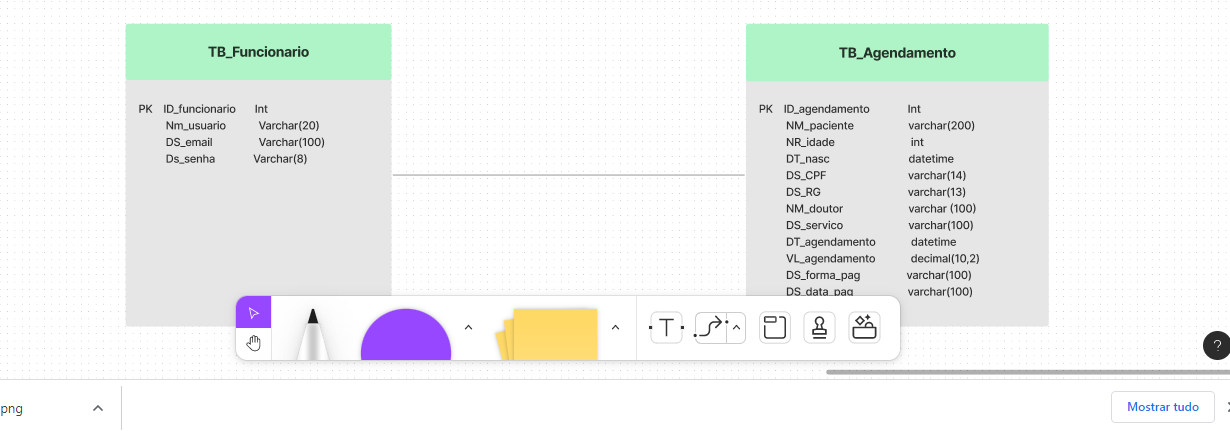 TB_Funcionario
PK ID_funcionario Int
Nm_usuario Varchar(20)
DS_email Varchar(100)
Ds_senha Varchar(8)
TB_Agendamento
PK ID_agendamento Int
NM_paciente varchar(200)
NR_idade int
DT_nasc datetime
DS_CPF varchar(14)
DS_RG varchar(13)
NM_doutor varchar (100)
DS_servico varchar(100)
DT_agendamento datetime
VL_agendamento decimal(10,2)
DS_forma_pag varchar(100)
DS_data_pag varchar(100)
T
?
png
Mostrar tudo